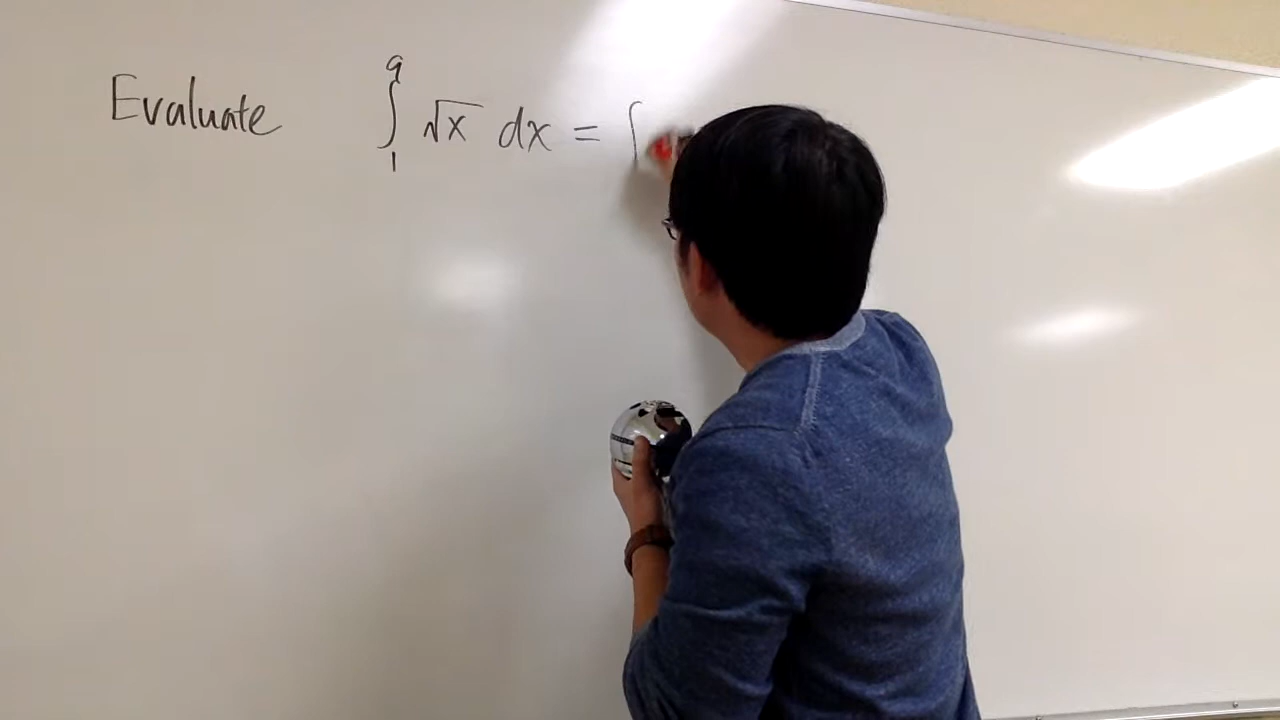 Evaluate ∫₁⁹ √x dx = ∫